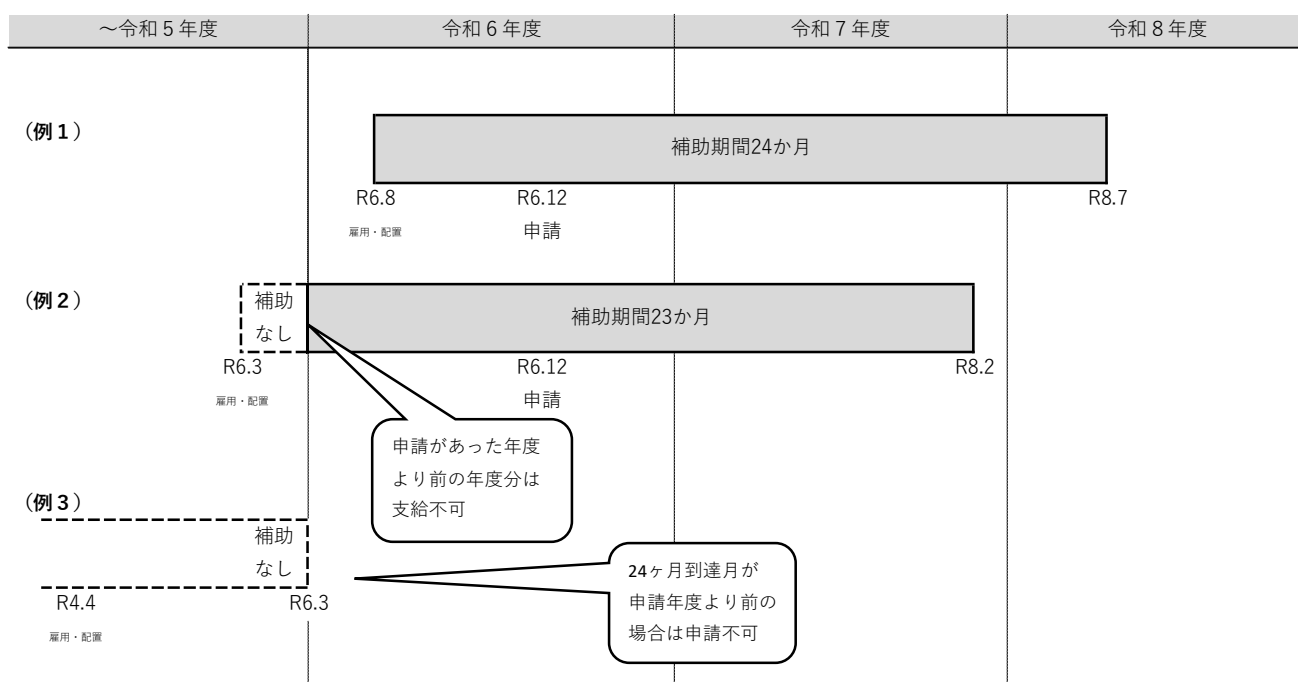 ～令和５年度
令和６年度
令和７年度
令和８年度
（例１）
補助期間24か月
R6.8
R6.12
R8.7
雇用・配置
申請
（例２）
補助
なし
補助期間23か月
R6.3
R6.12
R8.2
雇用・配置
申請
申請があった年度
より前の年度分は
支給不可
（例３）
補助
なし
24ヶ月到達月が
申請年度より前の
場合は申請不可
R4.4
R6.3
雇用・配置